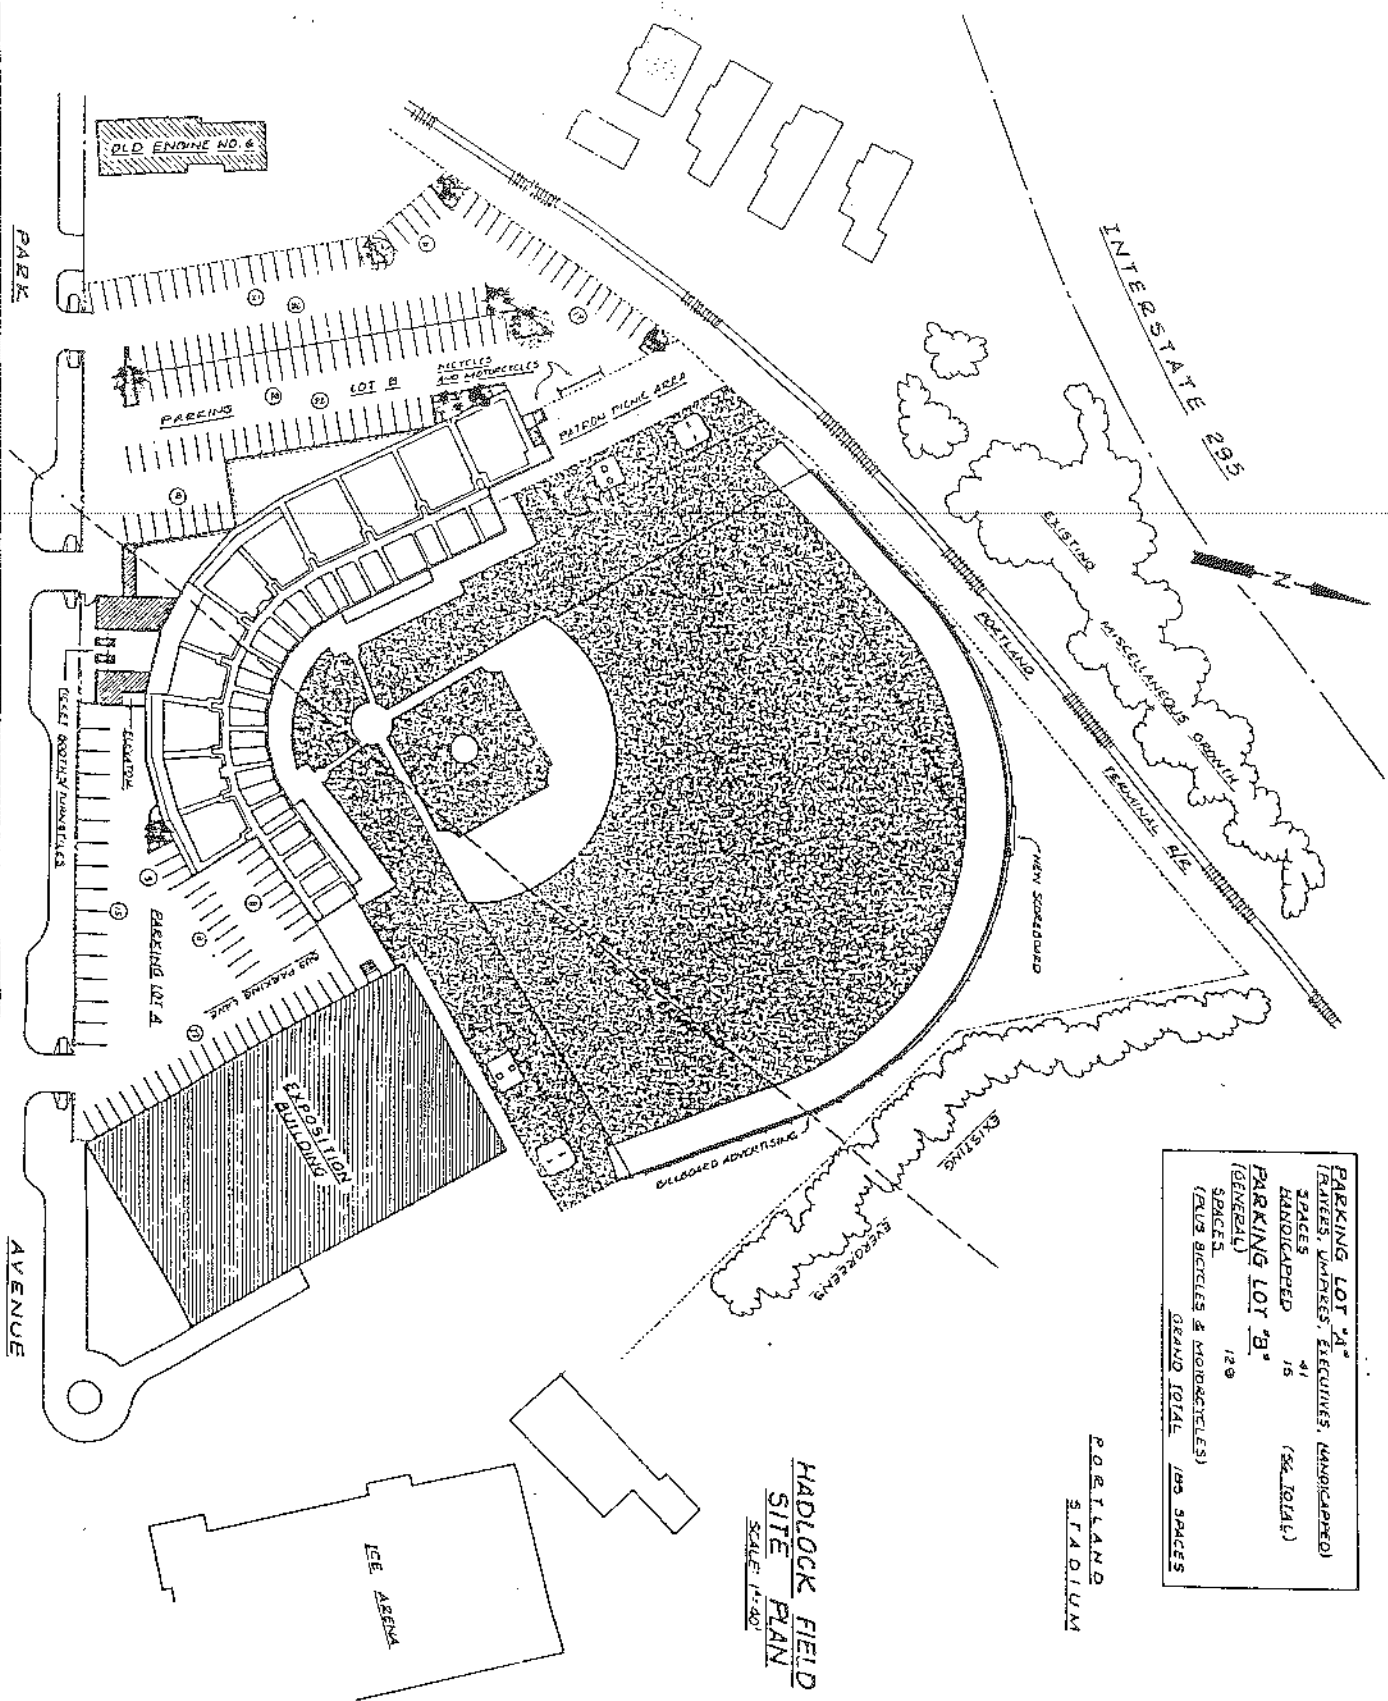 HADLOCK FIELD
SITE PLAN
SCALE: 1"=40'
PORTLAND
STADIUM
PARKING LOT "A"
(PLAYERS, UMPIRES, EXECUTIVES, HANDICAPPED)
SPACES 41
HANDICAPPED 15 (56 TOTAL)
PARKING LOT "B"
(GENERAL)
SPACES
(PLUS BICYCLES & MOTORCYCLES)
GRAND TOTAL 185 SPACES
INTERSTATE 295
N
EXISTING
MISCELLANEOUS
GROWTH
PORTLAND
TERMINAL R/R
NEW SCOREBOARD
EXISTING
EVERGREENS
BILLBOARD ADVERTISING
PATRON PICNIC AREA
BICYCLES
AND MOTORCYCLES
LOT B
PARKING
OLD ENGINE NO. 6
PARK
AVENUE
TICKET BOOTH & TURNSTILES
ELEVATOR
PARKING LOT A
BUS PARKING LANE
15
17
EXPOSITION
BUILDING
ICE ARENA